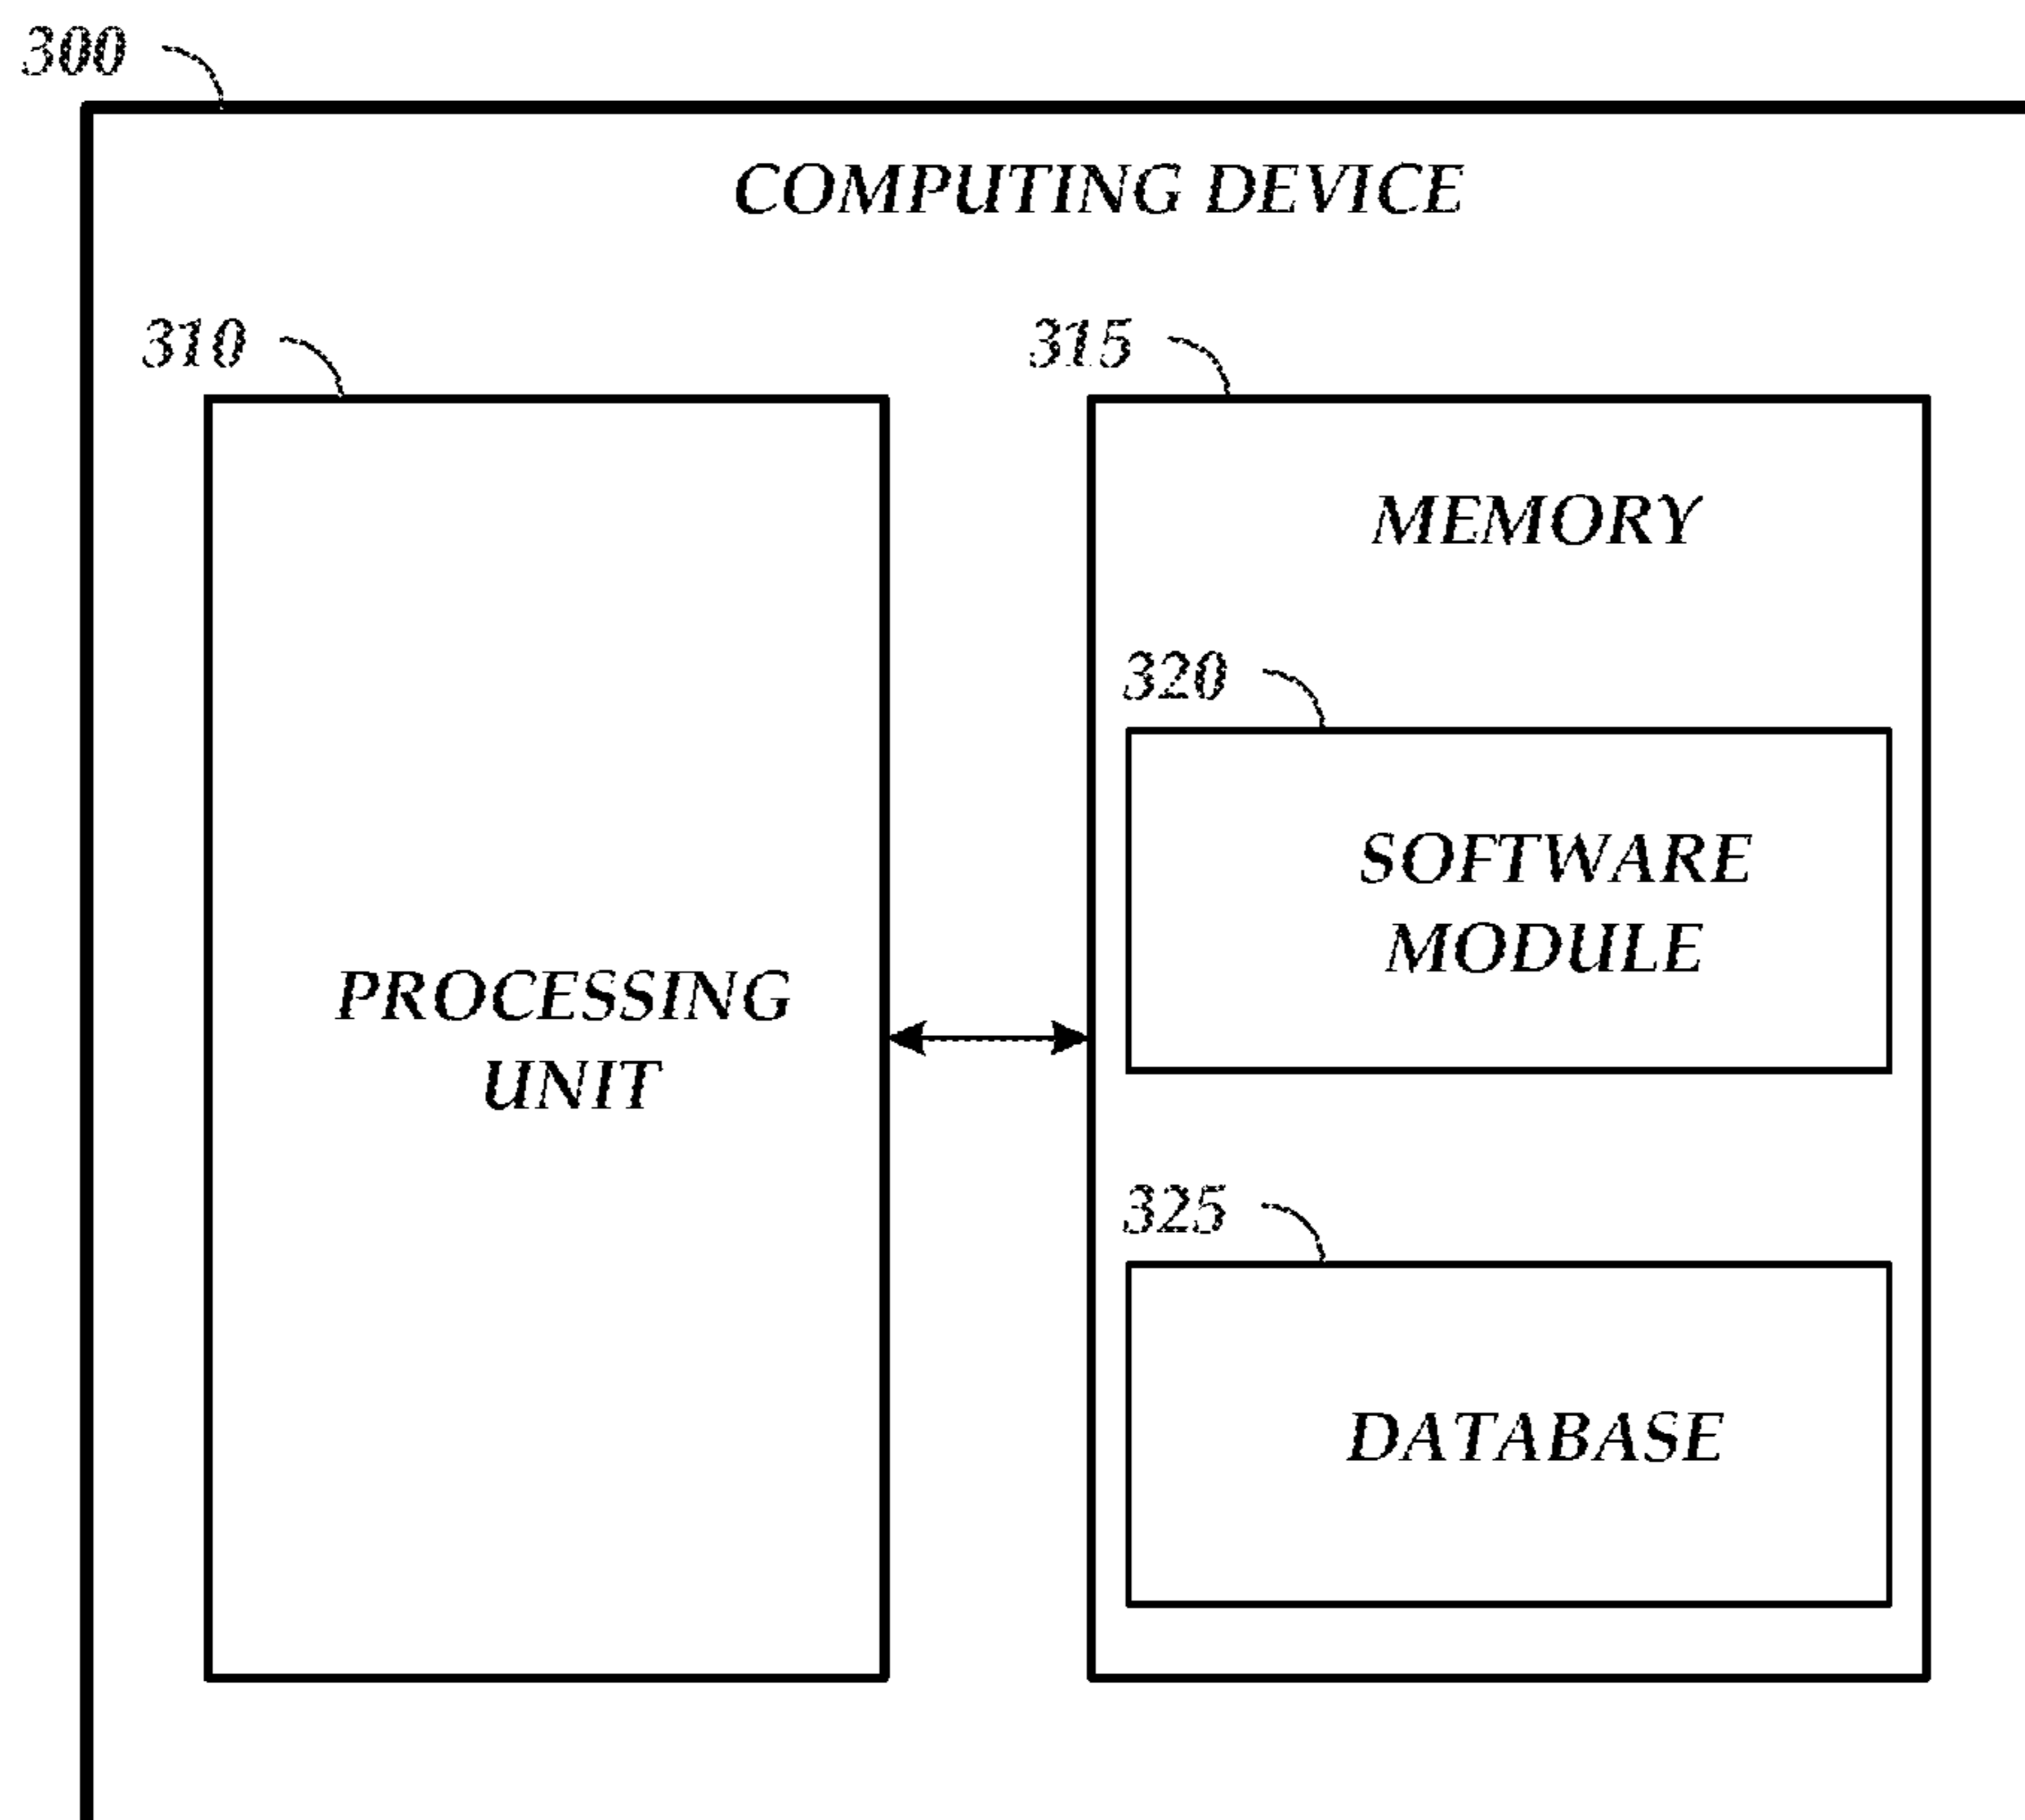 300
COMPUTING DEVICE
310
315
MEMORY
320
SOFTWARE
MODULE
PROCESSING
UNIT
325
DATABASE